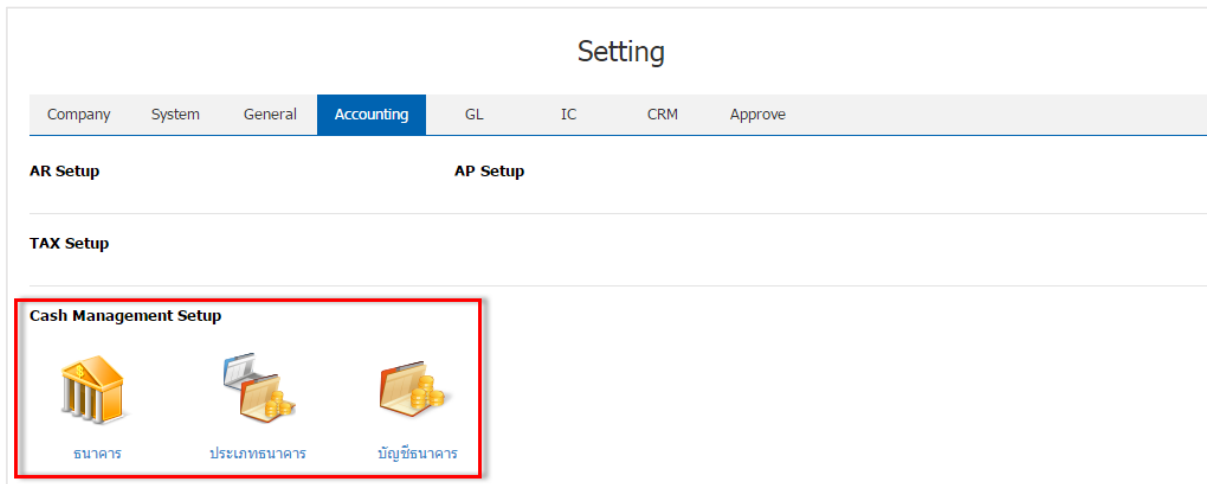 Setting
Company System General Accounting GL IC CRM Approve
AR Setup AP Setup
TAX Setup
Cash Management Setup
ธนาคาร ประเภทธนาคาร บัญชีธนาคาร